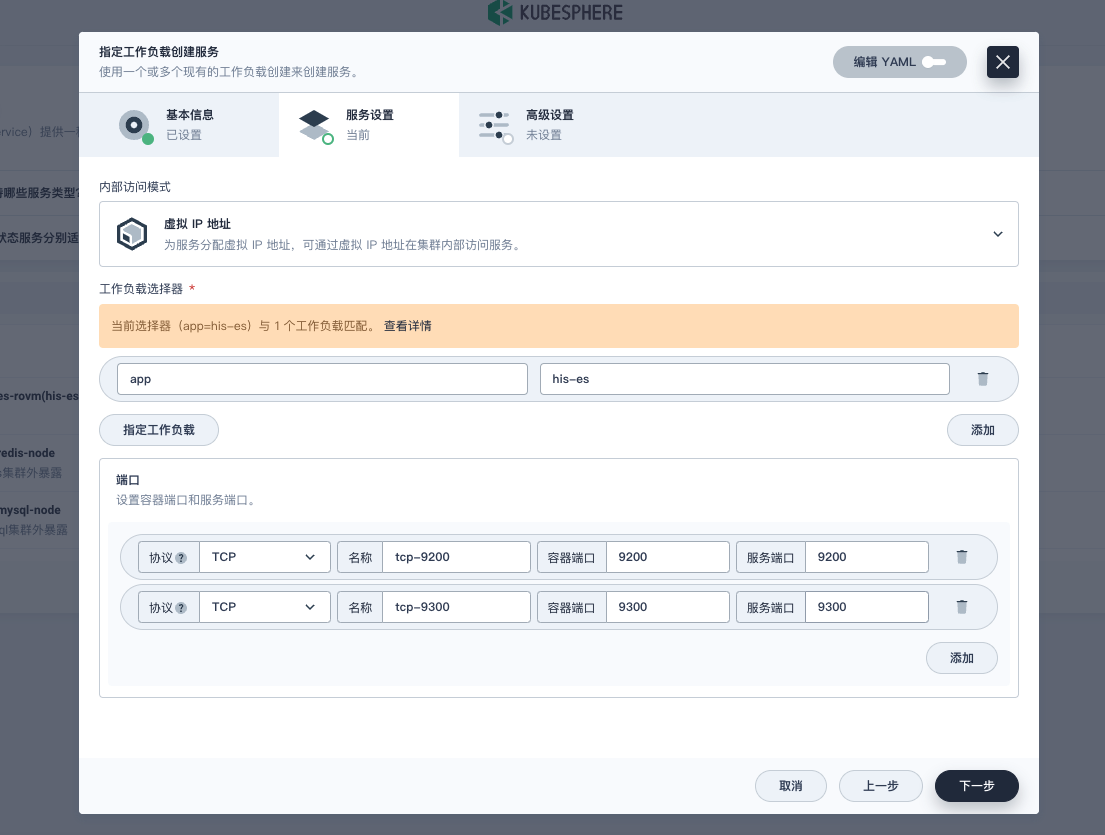 KUBESPHERE
指定工作负载创建服务
使用一个或多个现有的工作负载创建来创建服务。
编辑 YAML
基本信息
已设置
服务设置
当前
高级设置
未设置
ervice）提供一
哪些服务类型?
状态服务分别适
es-rovm(his-es
redis-node
s集群外暴露
mysql-node
ql集群外暴露
内部访问模式
虚拟 IP 地址
为服务分配虚拟 IP 地址，可通过虚拟 IP 地址在集群内部访问服务。
工作负载选择器 *
当前选择器（app=his-es）与 1 个工作负载匹配。 查看详情
app his-es
指定工作负载 添加
端口
设置容器端口和服务端口。
协议 ? TCP 名称 tcp-9200 容器端口 9200 服务端口 9200
协议 ? TCP 名称 tcp-9300 容器端口 9300 服务端口 9300
添加
取消 上一步 下一步